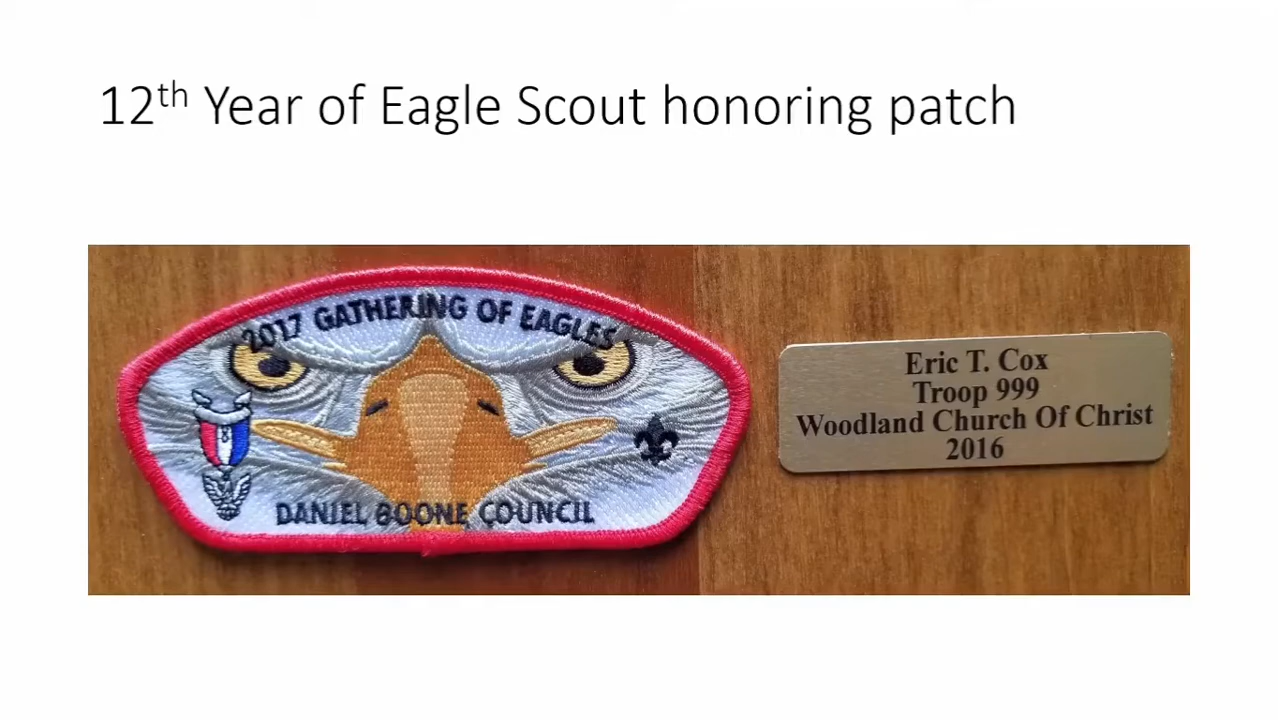 12th Year of Eagle Scout honoring patch
2017 GATHERING OF EAGLES
DANIEL BOONE COUNCIL
Eric T. Cox
Troop 999
Woodland Church Of Christ
2016